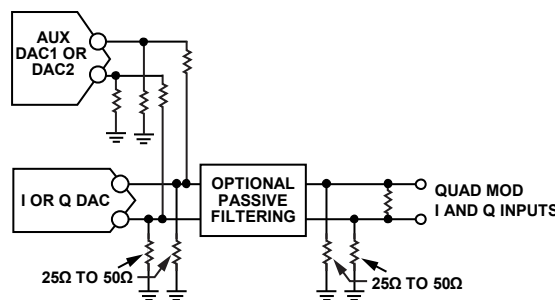 AUX
DAC1 OR
DAC2
I OR Q DAC
OPTIONAL
PASSIVE
FILTERING
QUAD MOD
I AND Q INPUTS
25Ω TO 50Ω
25Ω TO 50Ω